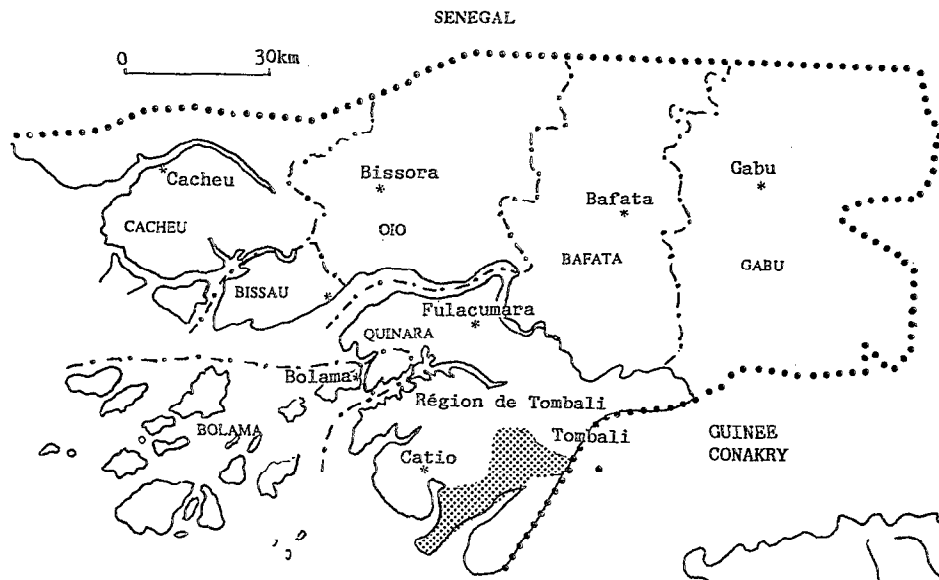 SENEGAL
0 30km
Cacheu
Bissora
Gabu
Bafata
CACHEU
OIO
BAFATA
GABU
BISSAU
Fulacumara
QUINARA
Bolama
Région de Tombali
BOLAMA
Tombali
GUINEE
CONAKRY
Catio